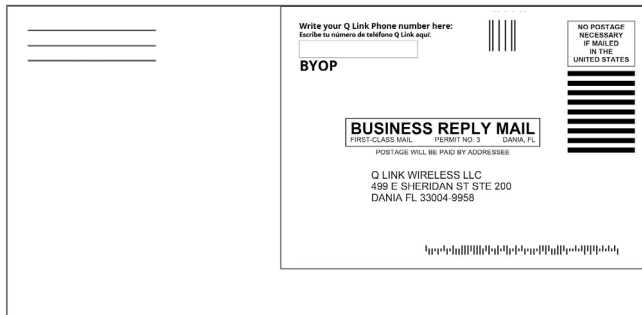 Write your Q Link Phone number here:
Escribe tu número de teléfono Q Link aquí:
BYOP
NO POSTAGE
NECESSARY
IF MAILED
IN THE
UNITED STATES
BUSINESS REPLY MAIL
FIRST-CLASS MAIL PERMIT NO. 3 DANIA, FL
POSTAGE WILL BE PAID BY ADDRESSEE
Q LINK WIRELESS LLC
499 E SHERIDAN ST STE 200
DANIA FL 33004-9958